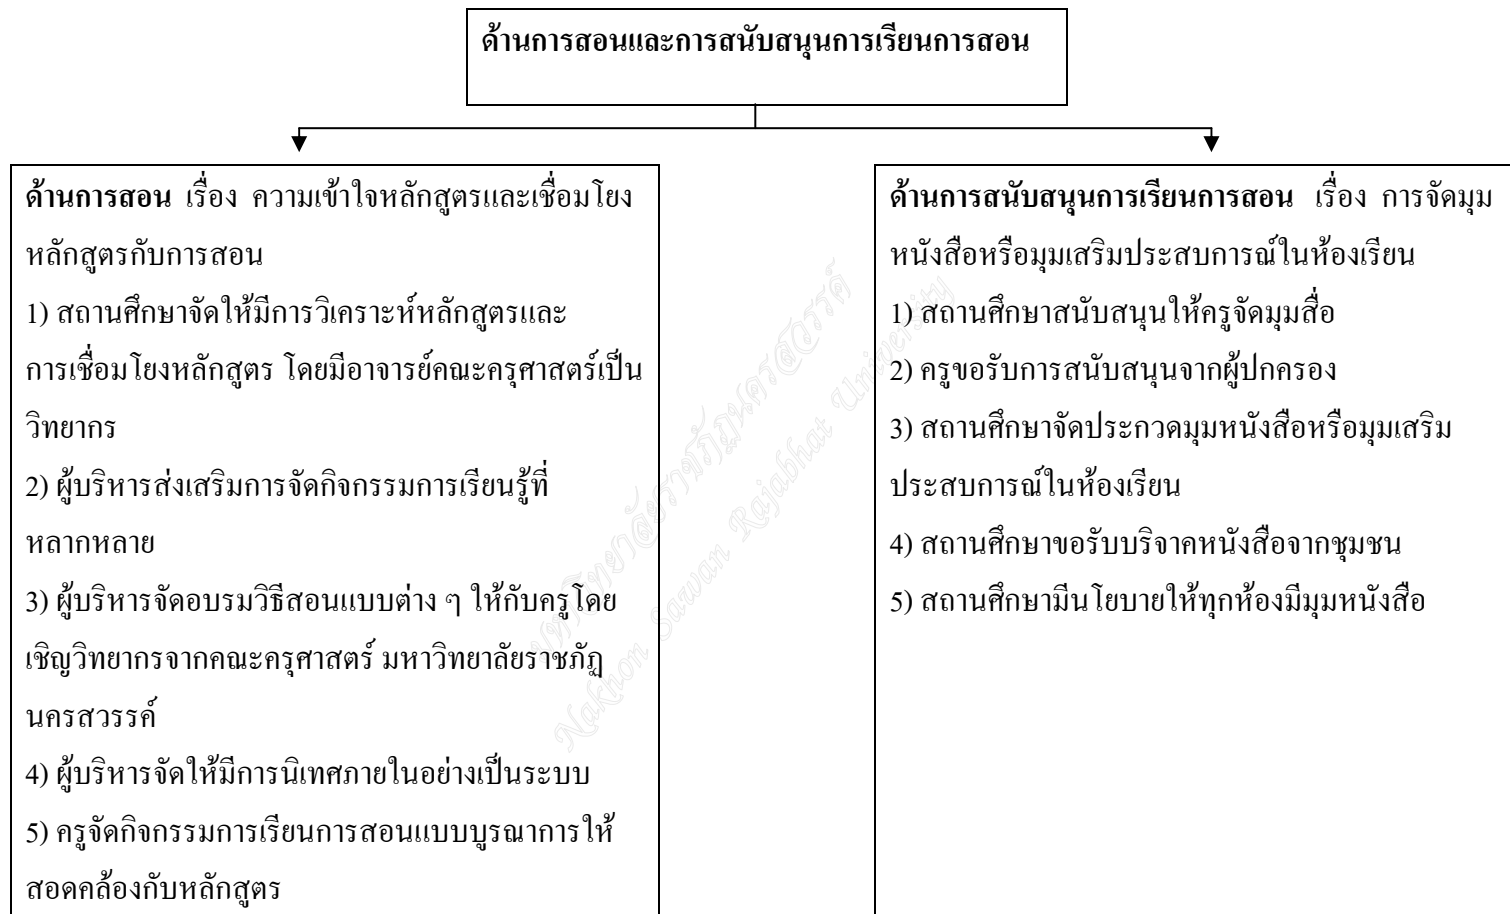 ด้านการสอนและการสนับสนุนการเรียนการสอน
ด้านการสอน เรื่อง ความเข้าใจหลักสูตรและเชื่อมโยง
หลักสูตรกับการสอน
1) สถานศึกษาจัดให้มีการวิเคราะห์หลักสูตรและ
การเชื่อมโยงหลักสูตร โดยมีอาจารย์คณะครุศาสตร์เป็น
วิทยากร
2) ผู้บริหารส่งเสริมการจัดกิจกรรมการเรียนรู้ที่
หลากหลาย
3) ผู้บริหารจัดอบรมวิธีสอนแบบต่าง ๆ ให้กับครูโดย
เชิญวิทยากรจากคณะครุศาสตร์ มหาวิทยาลัยราชภัฏ
นครสวรรค์
4) ผู้บริหารจัดให้มีการนิเทศภายในอย่างเป็นระบบ
5) ครูจัดกิจกรรมการเรียนการสอนแบบบูรณาการให้
สอดคล้องกับหลักสูตร
ด้านการสนับสนุนการเรียนการสอน เรื่อง การจัดมุม
หนังสือหรือมุมเสริมประสบการณ์ในห้องเรียน
1) สถานศึกษาสนับสนุนให้ครูจัดมุมสื่อ
2) ครูขอรับการสนับสนุนจากผู้ปกครอง
3) สถานศึกษาจัดประกวดมุมหนังสือหรือมุมเสริม
ประสบการณ์ในห้องเรียน
4) สถานศึกษาขอรับบริจาคหนังสือจากชุมชน
5) สถานศึกษามีนโยบายให้ทุกห้องมีมุมหนังสือ
มหาวิทยาลัยราชภัฏนครสวรรค์
Nakhon Sawan Rajabhat University